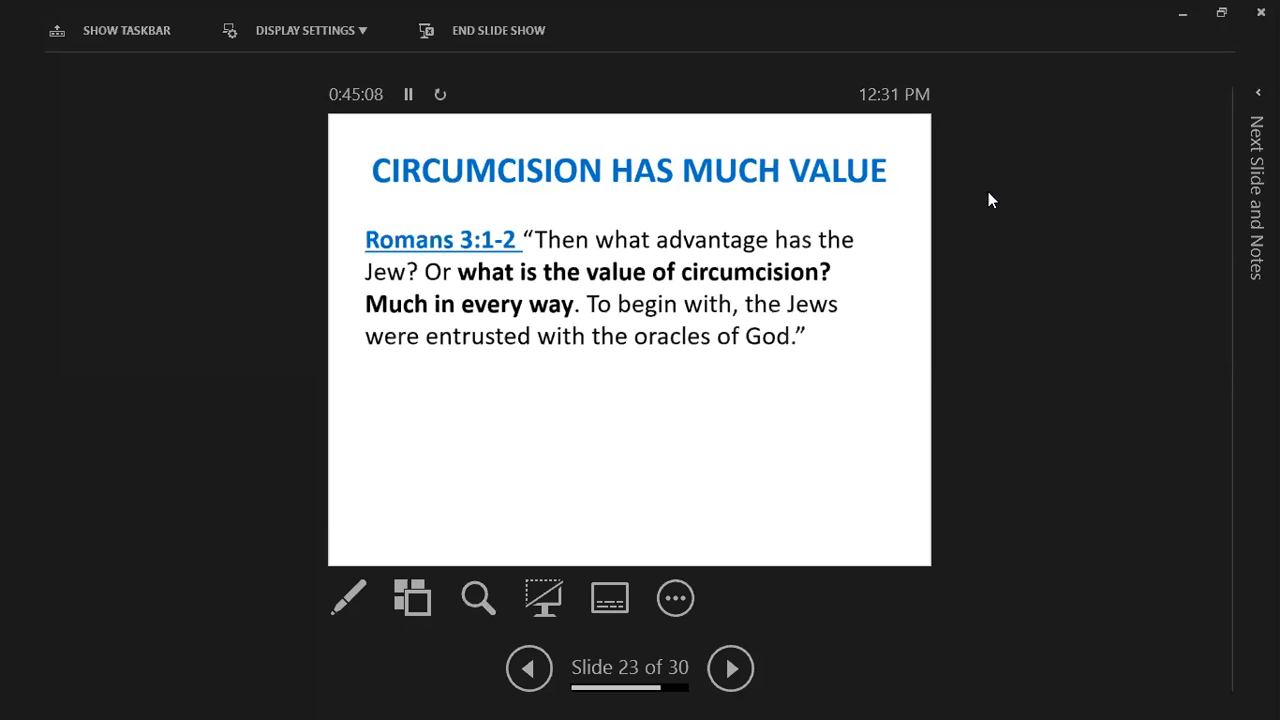 SHOW TASKBAR DISPLAY SETTINGS ▼ END SLIDE SHOW
0:45:08 12:31 PM
CIRCUMCISION HAS MUCH VALUE
Romans 3:1-2 “Then what advantage has the
Jew? Or what is the value of circumcision?
Much in every way. To begin with, the Jews
were entrusted with the oracles of God.”
Slide 23 of 30
Next Slide and Notes